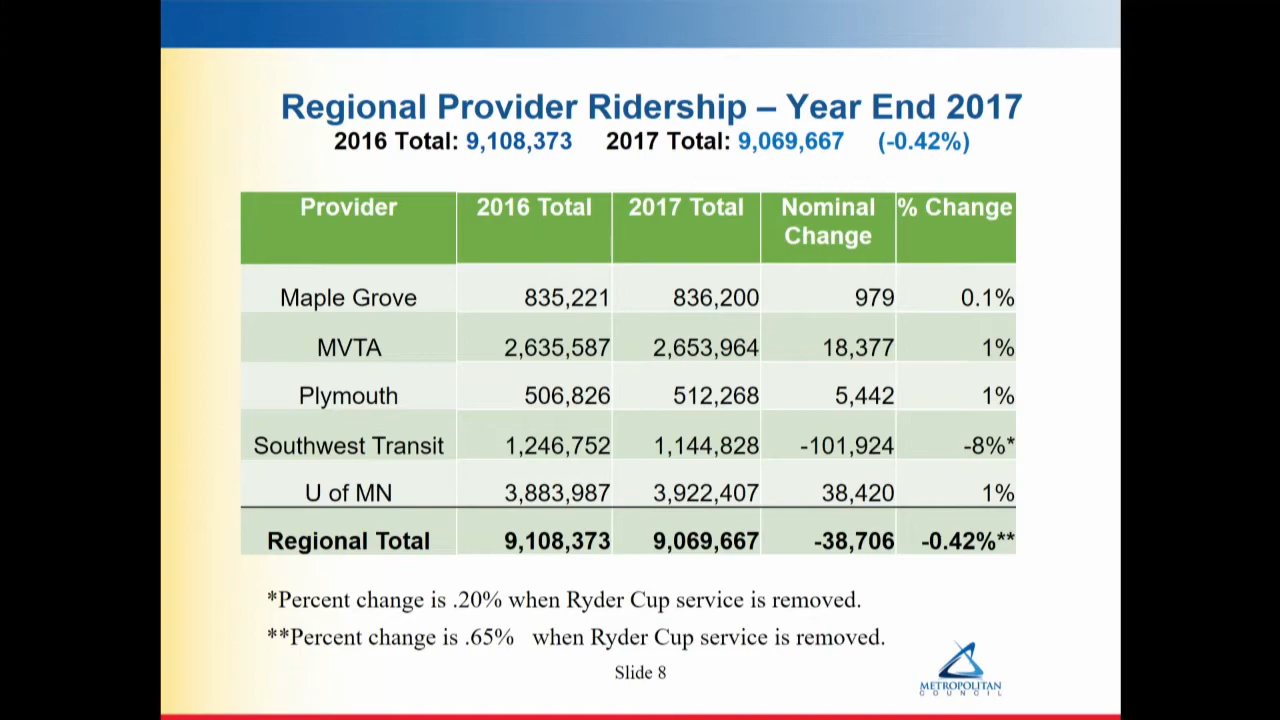 Regional Provider Ridership – Year End 2017
2016 Total: 9,108,373 2017 Total: 9,069,667 (-0.42%)
Provider 2016 Total 2017 Total Nominal Change % Change
Maple Grove 835,221 836,200 979 0.1%
MVTA 2,635,587 2,653,964 18,377 1%
Plymouth 506,826 512,268 5,442 1%
Southwest Transit 1,246,752 1,144,828 -101,924 -8%*
U of MN 3,883,987 3,922,407 38,420 1%
Regional Total 9,108,373 9,069,667 -38,706 -0.42%**
*Percent change is .20% when Ryder Cup service is removed.
**Percent change is .65% when Ryder Cup service is removed.
Slide 8
METROPOLITAN
COUNCIL